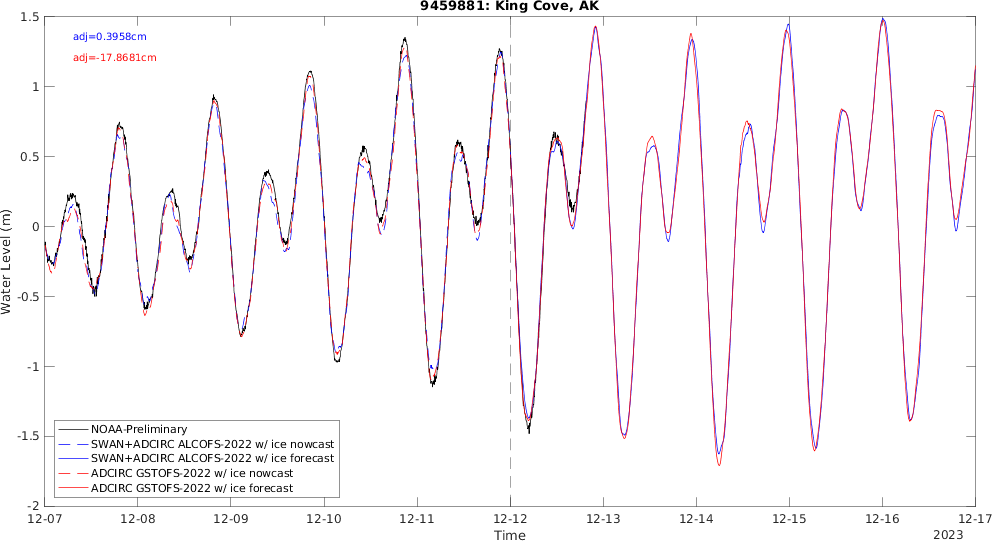 9459881: King Cove, AK
adj=0.3958cm
adj=-17.8681cm
1.5
1
0.5
0
-0.5
-1
-1.5
-2
Water Level (m)
NOAA-Preliminary
SWAN+ADCIRC ALCOFS-2022 w/ ice nowcast
SWAN+ADCIRC ALCOFS-2022 w/ ice forecast
ADCIRC GSTOFS-2022 w/ ice nowcast
ADCIRC GSTOFS-2022 w/ ice forecast
12-07 12-08 12-09 12-10 12-11 12-12 12-13 12-14 12-15 12-16 12-17
Time
2023